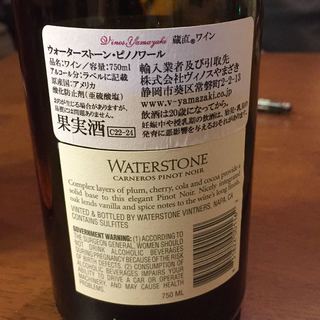 Vinos Yamazaki 蔵直®ワイン
ウォーターストーン・ピノノワール
品名:ワイン/容量:750ml
アルコール分:ラベルに記載
原産国:アメリカ
酸化防止剤(亜硫酸塩)
輸入業者及び引取先
株式会社ヴィノスやまざき
静岡市葵区常磐町2-2-13
www.v-yamazaki.co.jp
飲酒は20歳になってから。
果実酒
C22-24
WATERSTONE
CARNEROS PINOT NOIR
Complex layers of plum, cherry, cola and cocoa provide a
solid base to this elegant Pinot Noir. Nicely integrated
oak lends vanilla and spice notes to the wine's long finish.
VINTED & BOTTLED BY WATERSTONE VINTNERS, NAPA, CA
CONTAINS SULFITES
GOVERNMENT WARNING: (1) ACCORDING TO
THE SURGEON GENERAL, WOMEN SHOULD
NOT DRINK ALCOHOLIC BEVERAGES
DURING PREGNANCY BECAUSE OF THE RISK
OF BIRTH DEFECTS. (2) CONSUMPTION OF
ALCOHOLIC BEVERAGES IMPAIRS YOUR
ABILITY TO DRIVE A CAR OR OPERATE
MACHINERY, AND MAY CAUSE HEALTH
PROBLEMS.
750 ML